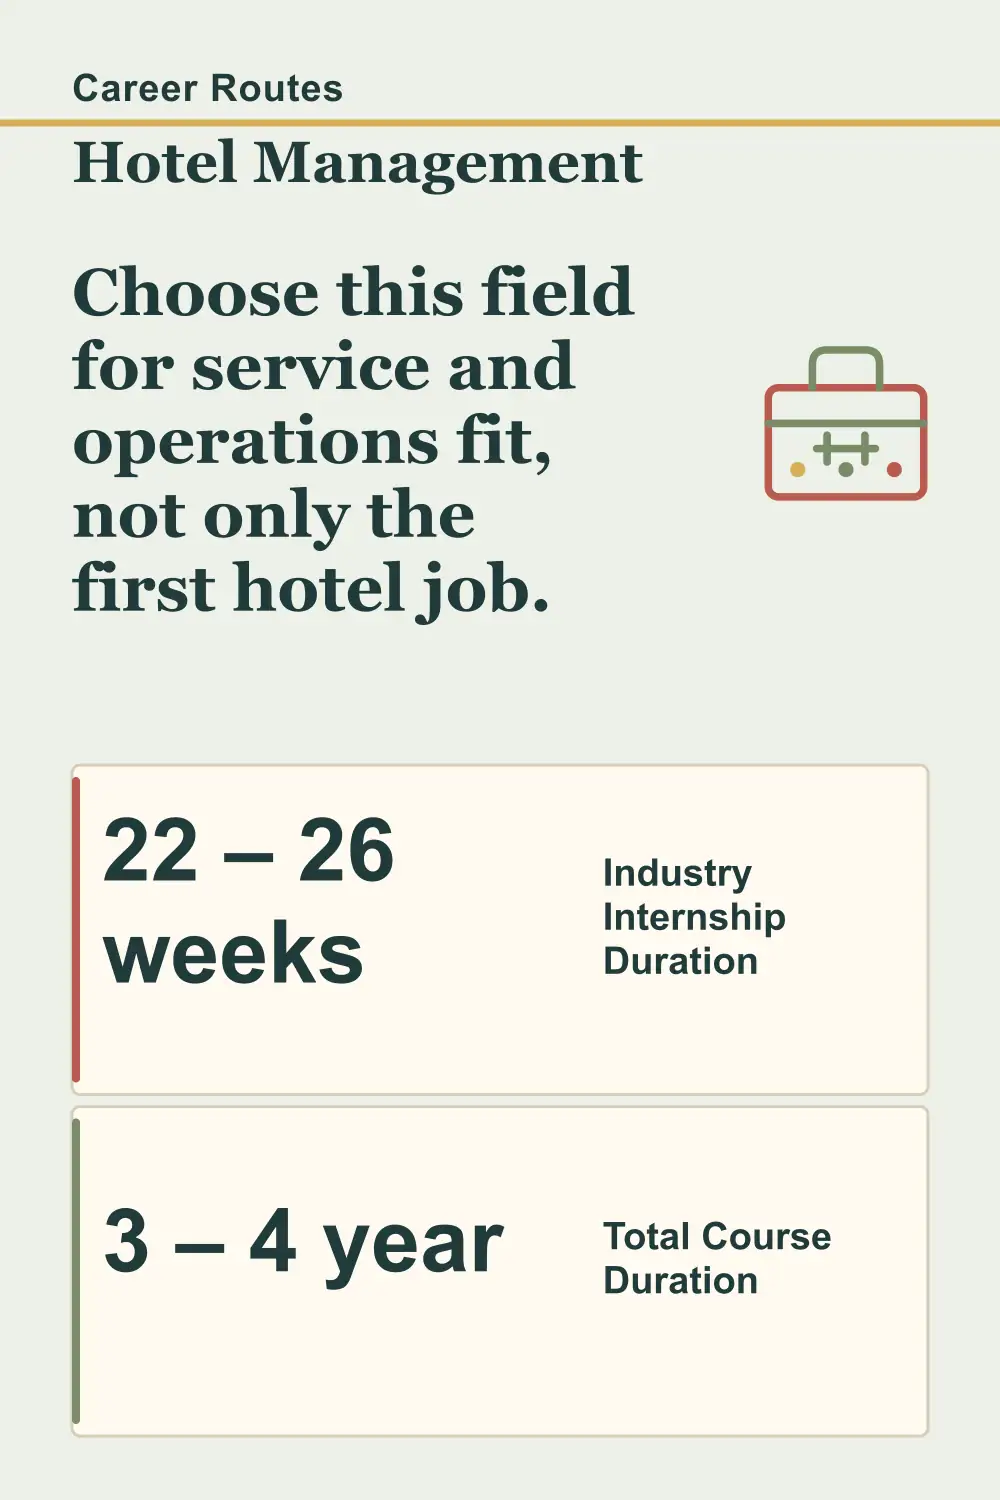 Career Routes
Hotel Management
Choose this field
for service and
operations fit,
not only the
first hotel job.
22 – 26
weeks
Industry
Internship
Duration
3 – 4 year
Total Course
Duration